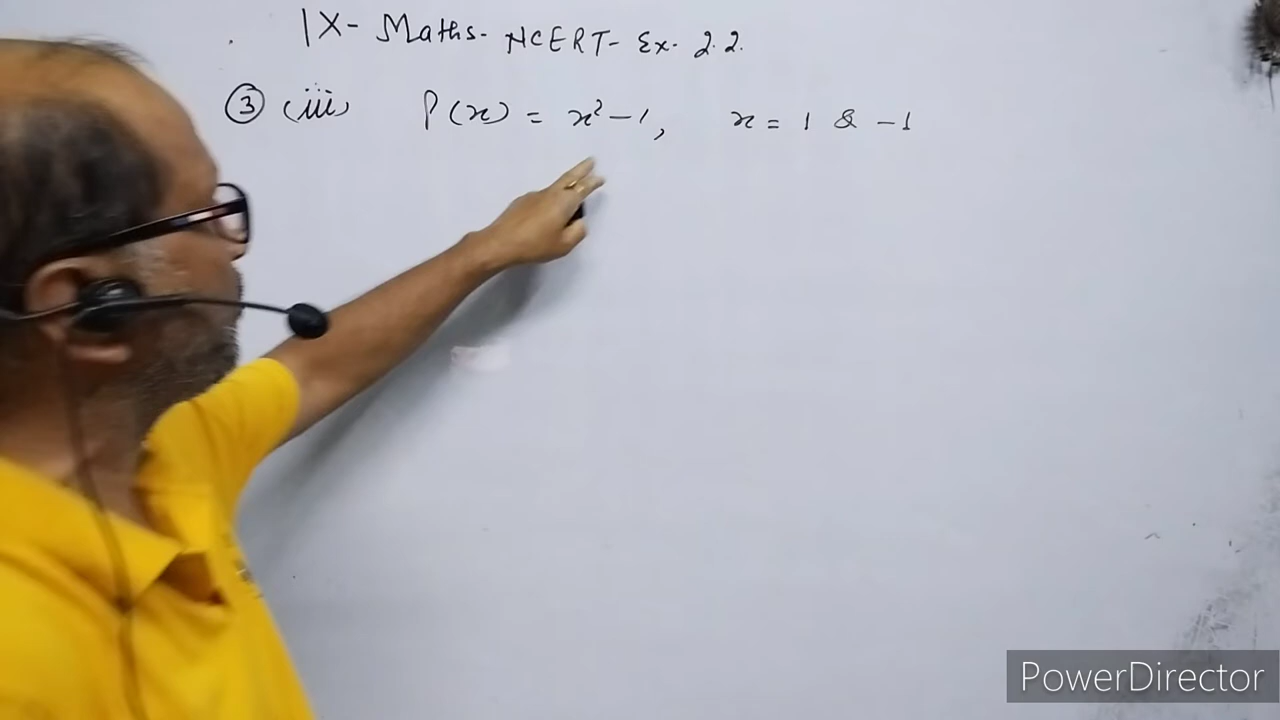 IX- Maths- NCERT- Ex- 2.2.
③ (iii) P(x) = x²-1, x = 1 & -1
PowerDirector